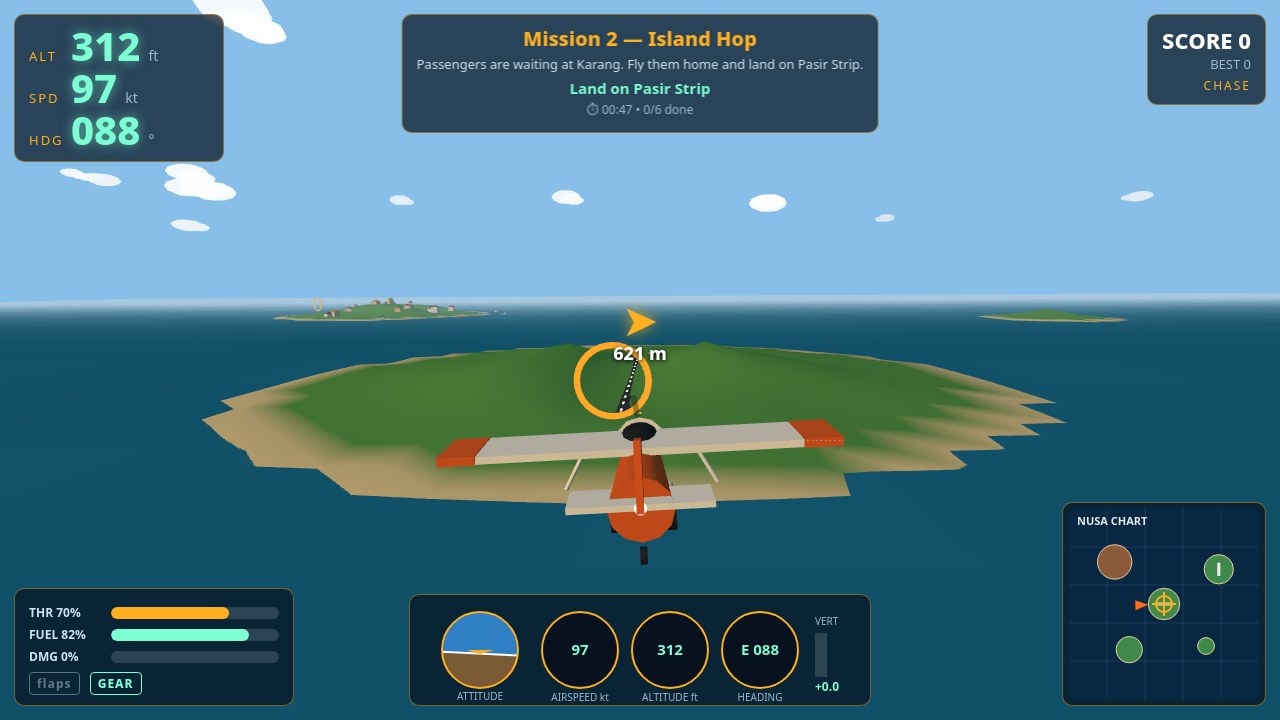 ALT 312 ft
SPD 97 kt
HDG 088 °
Mission 2 — Island Hop
Passengers are waiting at Karang. Fly them home and land on Pasir Strip.
Land on Pasir Strip
⏱ 00:47 • 0/6 done
SCORE 0
BEST 0
CHASE
621 m
THR 70%
FUEL 82%
DMG 0%
flaps GEAR
ATTITUDE
97
AIRSPEED kt
312
ALTITUDE ft
E 088
HEADING
VERT
+0.0
NUSA CHART